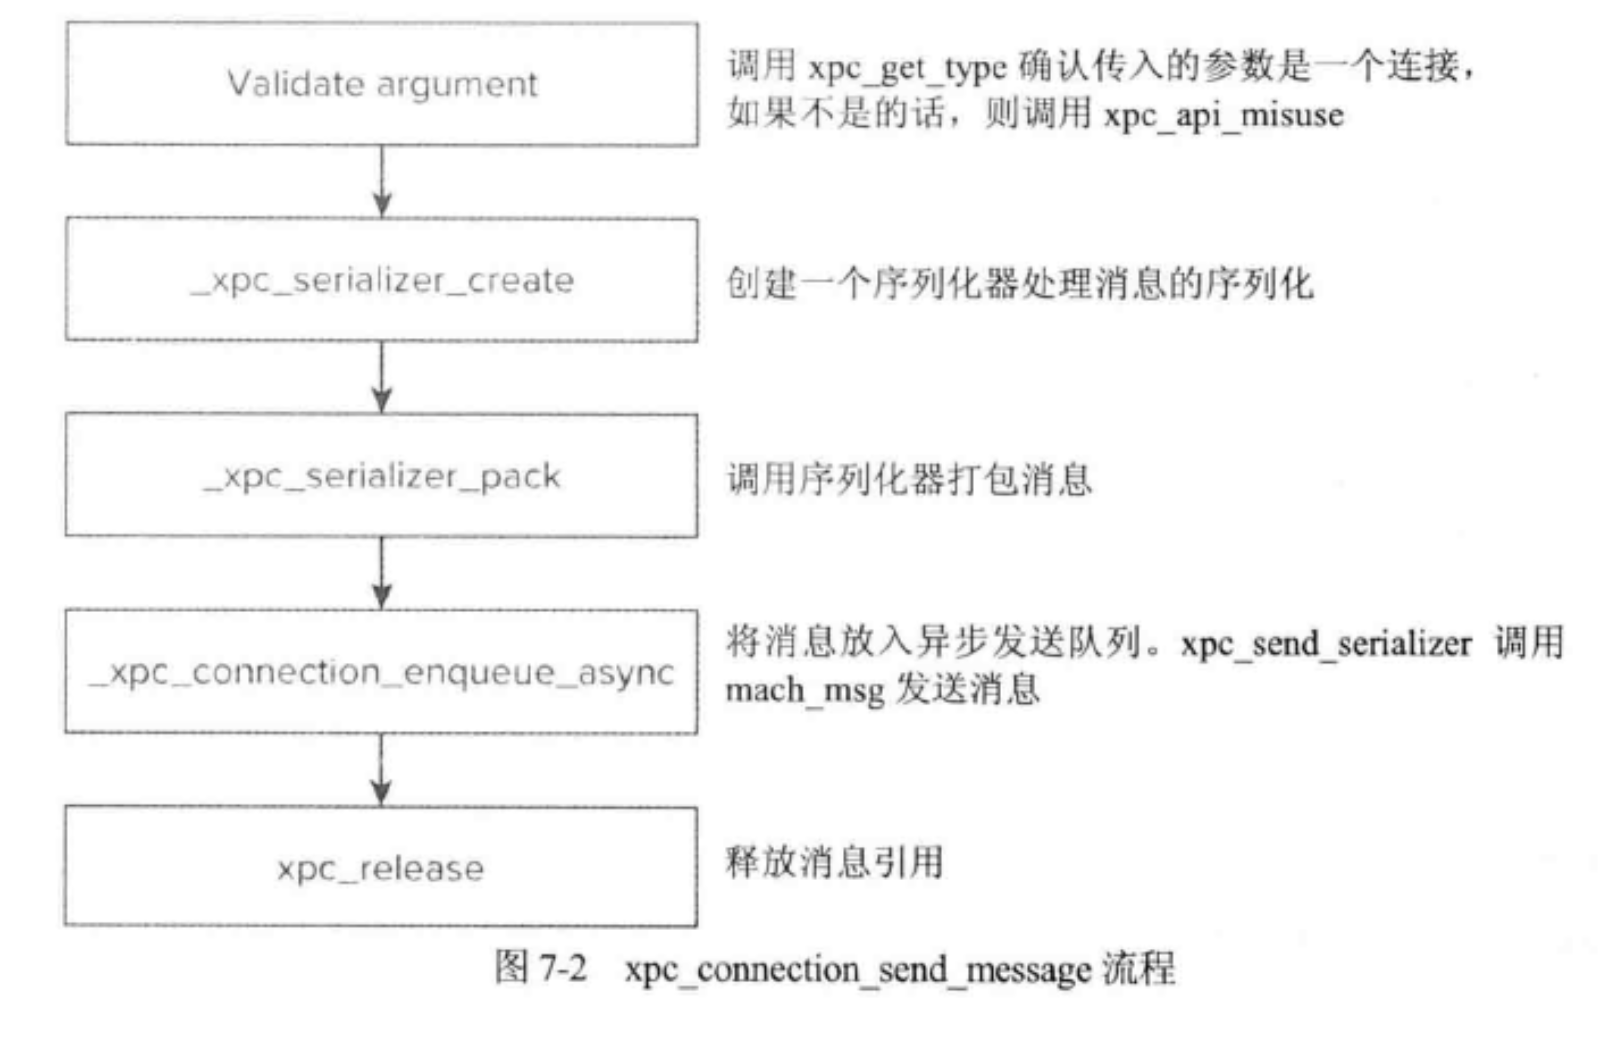 Validate argument
调用 xpc_get_type 确认传入的参数是一个连接，
如果不是的话，则调用 xpc_api_misuse
_xpc_serializer_create
创建一个序列化器处理消息的序列化
_xpc_serializer_pack
调用序列化器打包消息
_xpc_connection_enqueue_async
将消息放入异步发送队列。xpc_send_serializer 调用
mach_msg 发送消息
xpc_release
释放消息引用
图 7-2 xpc_connection_send_message 流程